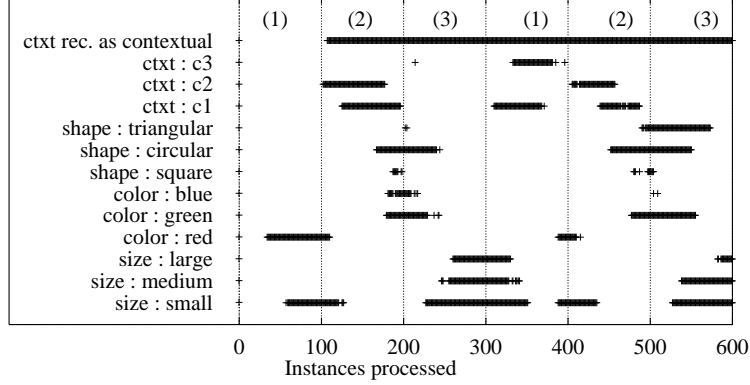 (1) (2) (3) (1) (2) (3)
ctxt rec. as contextual
ctxt : c3
ctxt : c2
ctxt : c1
shape : triangular
shape : circular
shape : square
color : blue
color : green
color : red
size : large
size : medium
size : small
0 100 200 300 400 500 600
Instances processed